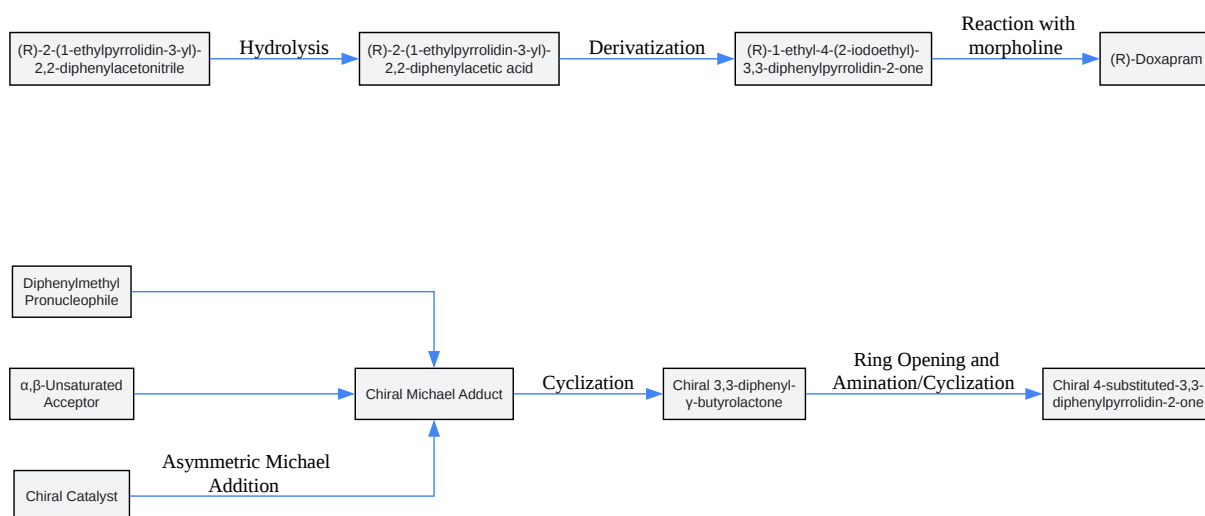 (R)-2-(1-ethylpyrrolidin-3-yl)-
2,2-diphenylacetonitrile
Hydrolysis
(R)-2-(1-ethylpyrrolidin-3-yl)-
2,2-diphenylacetic acid
Derivatization
(R)-1-ethyl-4-(2-iodoethyl)-
3,3-diphenylpyrrolidin-2-one
Reaction with
morpholine
(R)-Doxapram
Diphenylmethyl
Pronucleophile
α,β-Unsaturated
Acceptor
Chiral Catalyst
Asymmetric Michael
Addition
Chiral Michael Adduct
Cyclization
Chiral 3,3-diphenyl-
γ-butyrolactone
Ring Opening and
Amination/Cyclization
Chiral 4-substituted-3,3-
diphenylpyrrolidin-2-one